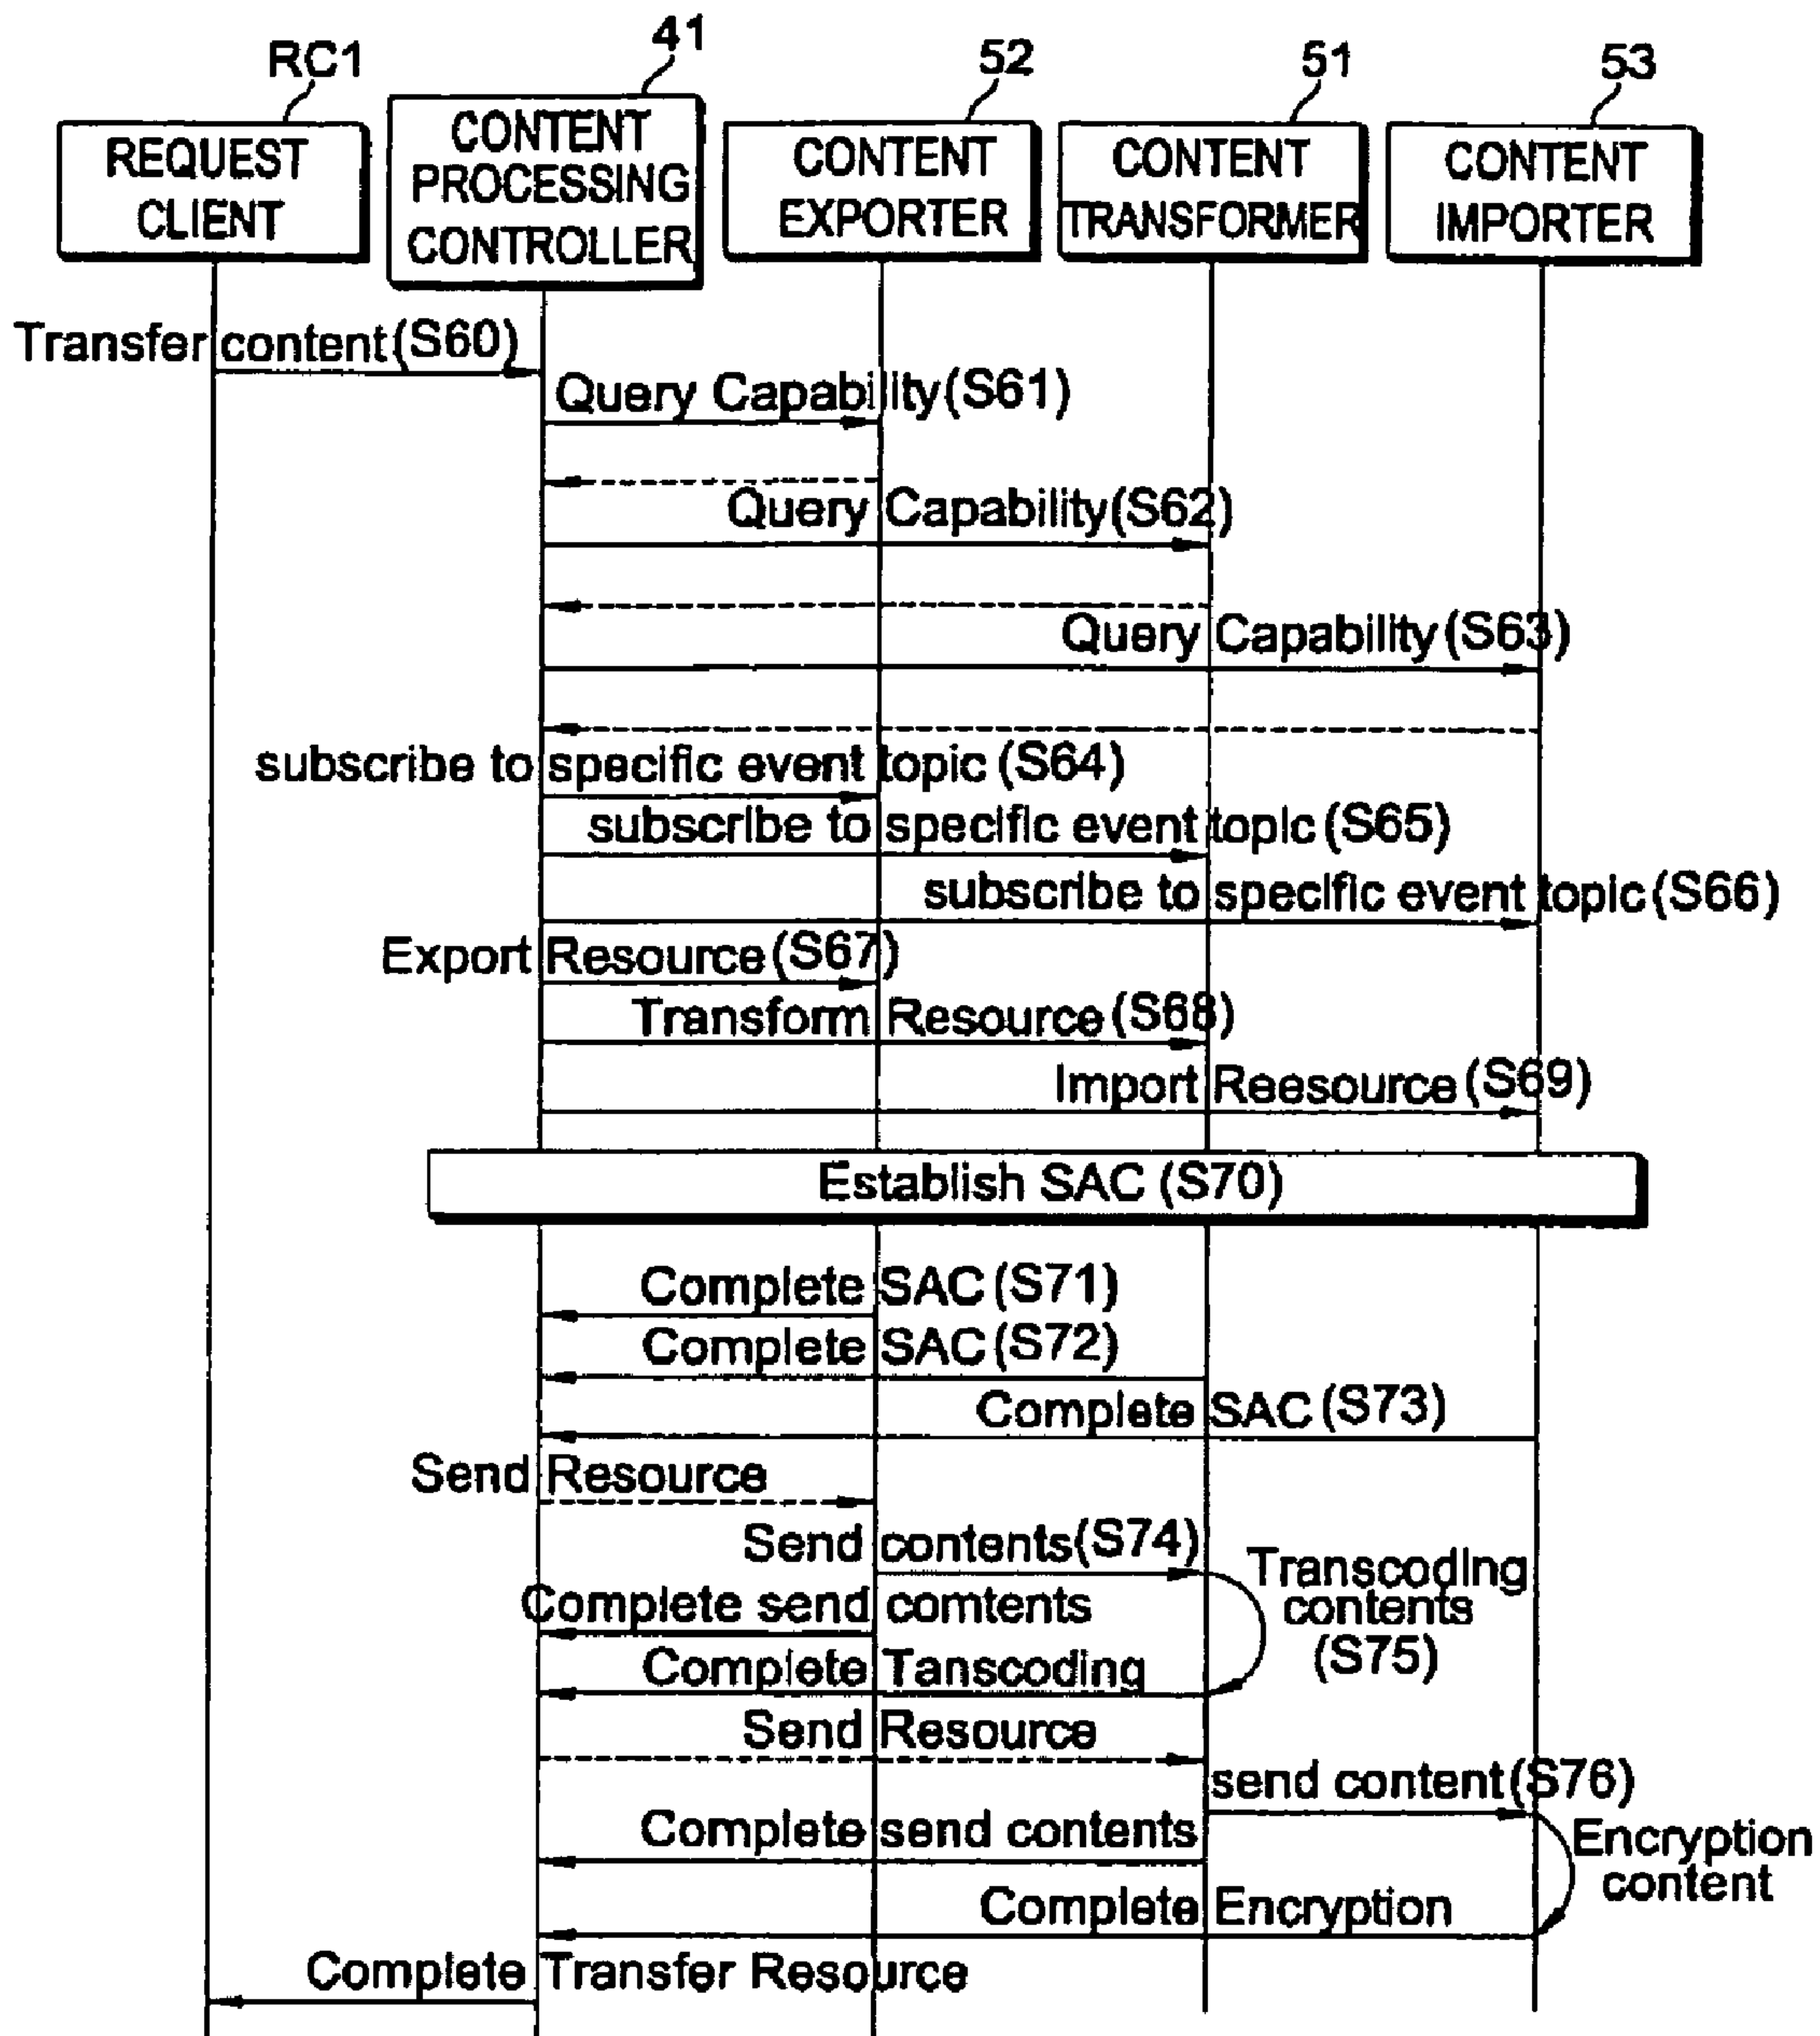 RC1
41
52
51
53
REQUEST
CLIENT
CONTENT
PROCESSING
CONTROLLER
CONTENT
EXPORTER
CONTENT
TRANSFORMER
CONTENT
IMPORTER
Transfer content(S60)
Query Capability(S61)
Query Capability(S62)
Query Capability(S63)
subscribe to specific event topic (S64)
subscribe to specific event topic (S65)
subscribe to specific event topic (S66)
Export Resource(S67)
Transform Resource(S68)
Import Reesource(S69)
Establish SAC (S70)
Complete SAC(S71)
Complete SAC(S72)
Complete SAC(S73)
Send Resource
Send contents(S74)
Transcoding
contents
(S75)
Complete send comtents
Complete Tanscoding
Send Resource
send content(S76)
Complete send contents
Encryption
content
Complete Encryption
Complete Transfer Resource